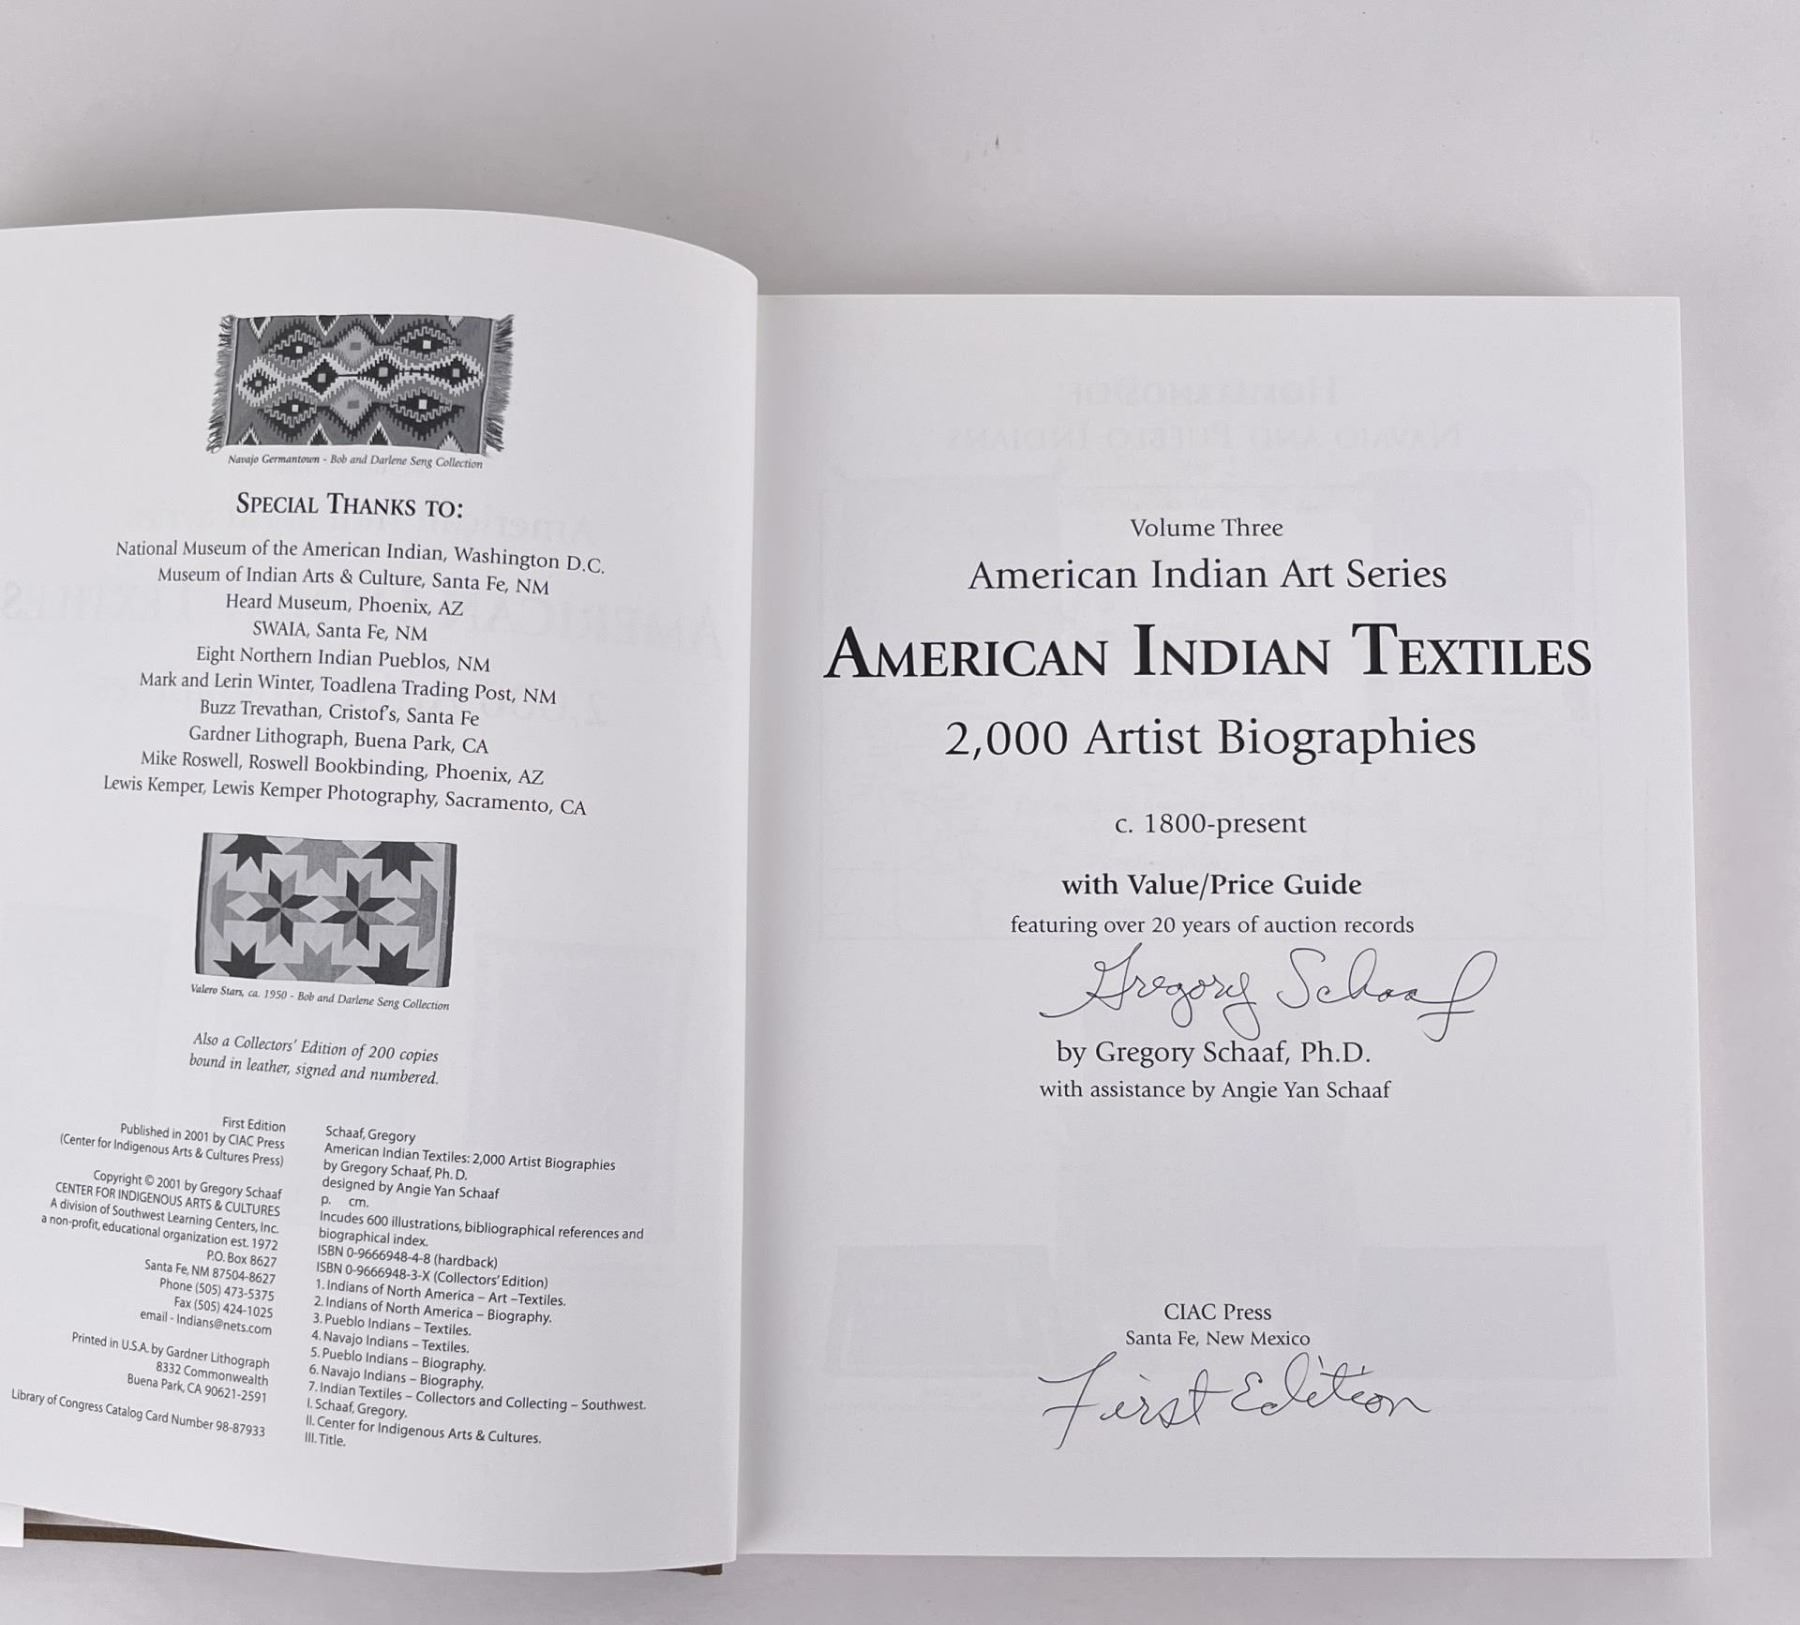 Navajo Germantown - Bob and Darlene Seng Collection
SPECIAL THANKS TO:
National Museum of the American Indian, Washington D.C.
Museum of Indian Arts & Culture, Santa Fe, NM
Heard Museum, Phoenix, AZ
SWAIA, Santa Fe, NM
Eight Northern Indian Pueblos, NM
Mark and Lerin Winter, Toadlena Trading Post, NM
Buzz Trevathan, Cristof's, Santa Fe
Gardner Lithograph, Buena Park, CA
Mike Roswell, Roswell Bookbinding, Phoenix, AZ
Lewis Kemper, Lewis Kemper Photography, Sacramento, CA
Valero Stars, ca. 1950 - Bob and Darlene Seng Collection
Also a Collectors' Edition of 200 copies
bound in leather, signed and numbered.
First Edition
Published in 2001 by CIAC Press
(Center for Indigenous Arts & Cultures Press)
Copyright © 2001 by Gregory Schaaf
CENTER FOR INDIGENOUS ARTS & CULTURES
A division of Southwest Learning Centers, Inc.
a non-profit, educational organization est. 1972
P.O. Box 8627
Santa Fe, NM 87504-8627
Phone (505) 473-5375
Fax (505) 424-1025
email - Indians@nets.com
Printed in U.S.A. by Gardner Lithograph
8332 Commonwealth
Buena Park, CA 90621-2591
Library of Congress Catalog Card Number 98-87933
Schaaf, Gregory
American Indian Textiles: 2,000 Artist Biographies
by Gregory Schaaf, Ph. D.
designed by Angie Yan Schaaf
p. cm.
Incudes 600 illustrations, bibliographical references and
biographical index.
ISBN 0-9666948-4-8 (hardback)
ISBN 0-9666948-3-X (Collectors' Edition)
1. Indians of North America – Art –Textiles.
2. Indians of North America – Biography.
3. Pueblo Indians – Textiles.
4. Navajo Indians – Textiles.
5. Pueblo Indians – Biography.
6. Navajo Indians – Biography.
7. Indian Textiles – Collectors and Collecting – Southwest.
I. Schaaf, Gregory.
II. Center for Indigenous Arts & Cultures.
III. Title.
Volume Three
American Indian Art Series
AMERICAN INDIAN TEXTILES
2,000 Artist Biographies
c. 1800-present
with Value/Price Guide
featuring over 20 years of auction records
Gregory Schaaf
by Gregory Schaaf, Ph.D.
with assistance by Angie Yan Schaaf
CIAC Press
Santa Fe, New Mexico
First Edition